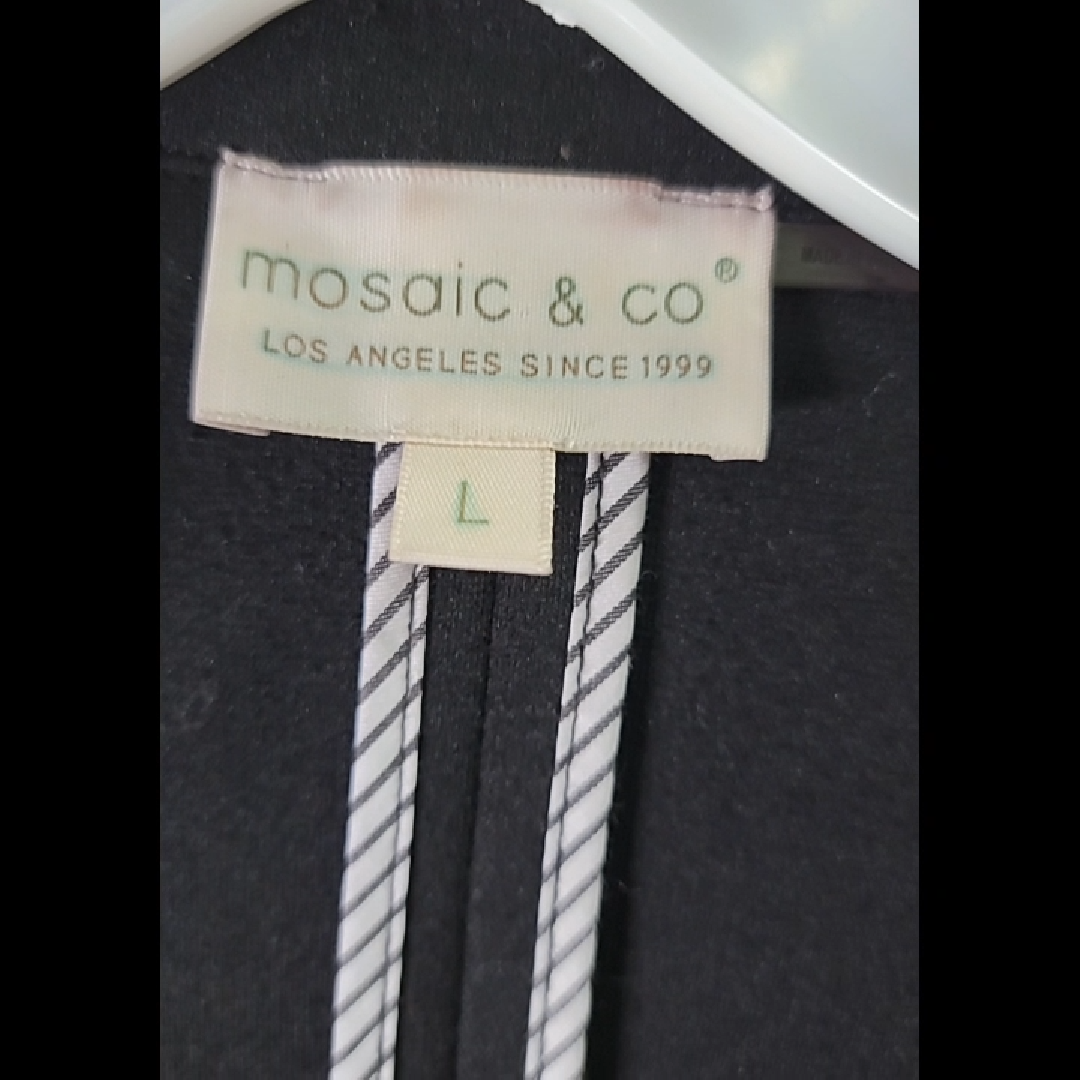 mosaic & co®
LOS ANGELES SINCE 1999
L